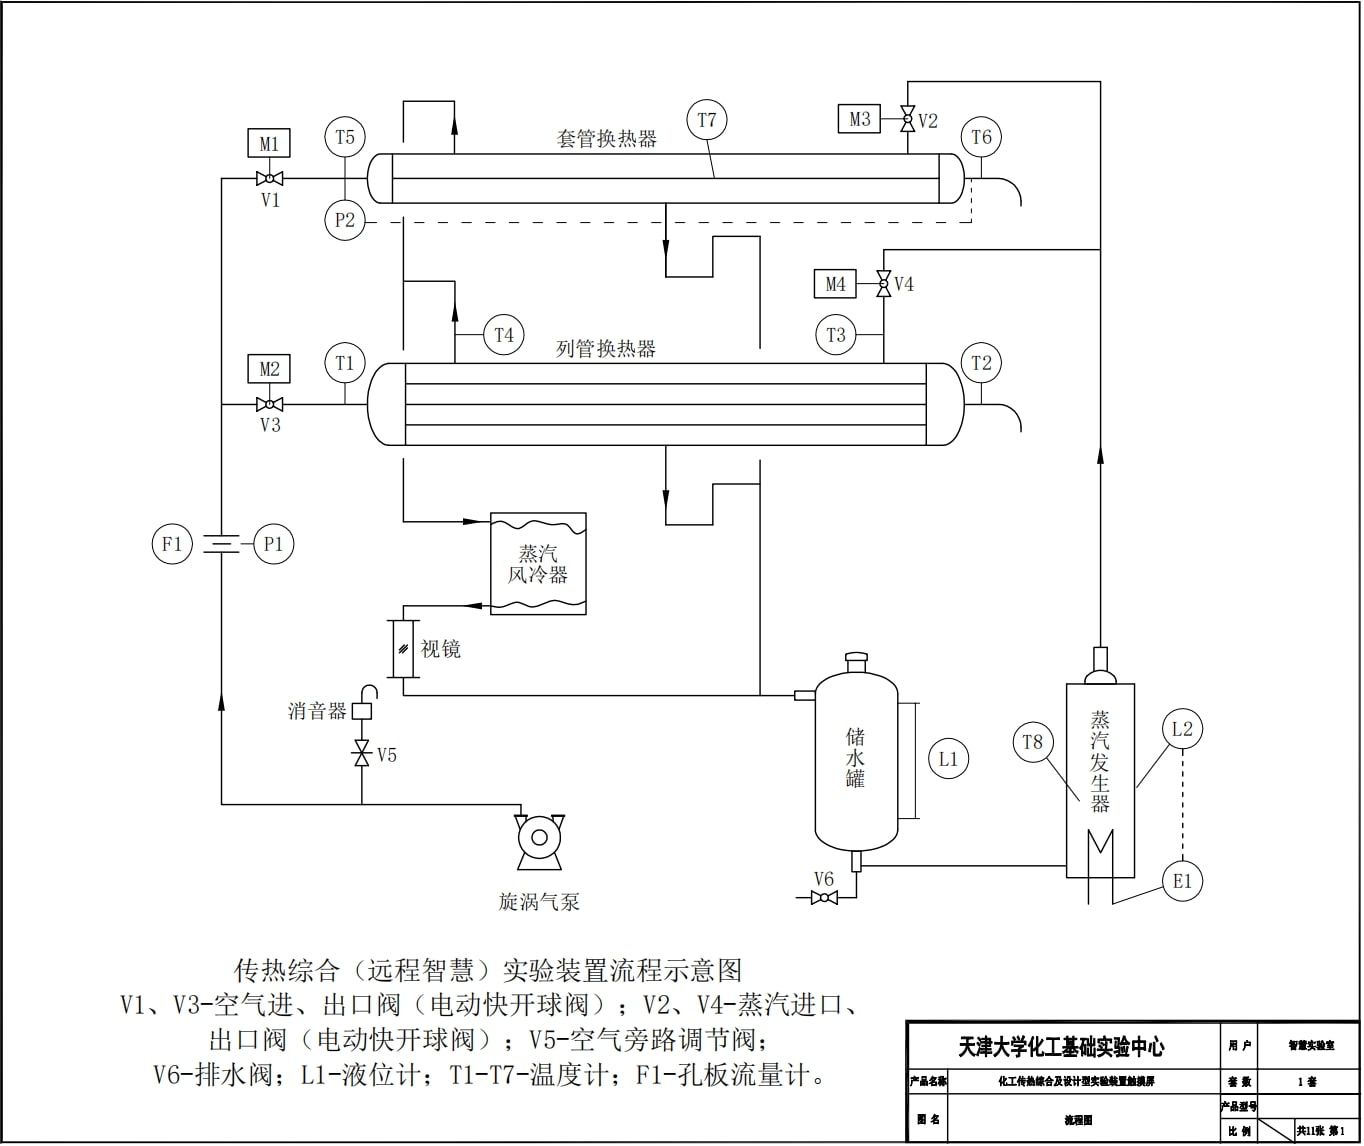 M3
V2
T7
T6
T5
M1
套管换热器
V1
P2
M4
V4
T4
T3
列管换热器
M2
T1
T2
V3
F1
P1
蒸汽
风冷器
视镜
消音器
V5
储
水
罐
L1
蒸
汽
发
生
器
T8
L2
V6
E1
旋涡气泵
传热综合（远程智慧）实验装置流程示意图
V1、V3-空气进、出口阀（电动快开球阀）；V2、V4-蒸汽进口、
出口阀（电动快开球阀）；V5-空气旁路调节阀；
V6-排水阀；L1-液位计；T1-T7-温度计；F1-孔板流量计。
天津大学化工基础实验中心 用 户 智慧实验室
产品名称 化工传热综合及设计型实验装置触摸屏 套 数 1 套
图 名 流程图 产品型号
比 例 共11张 第1